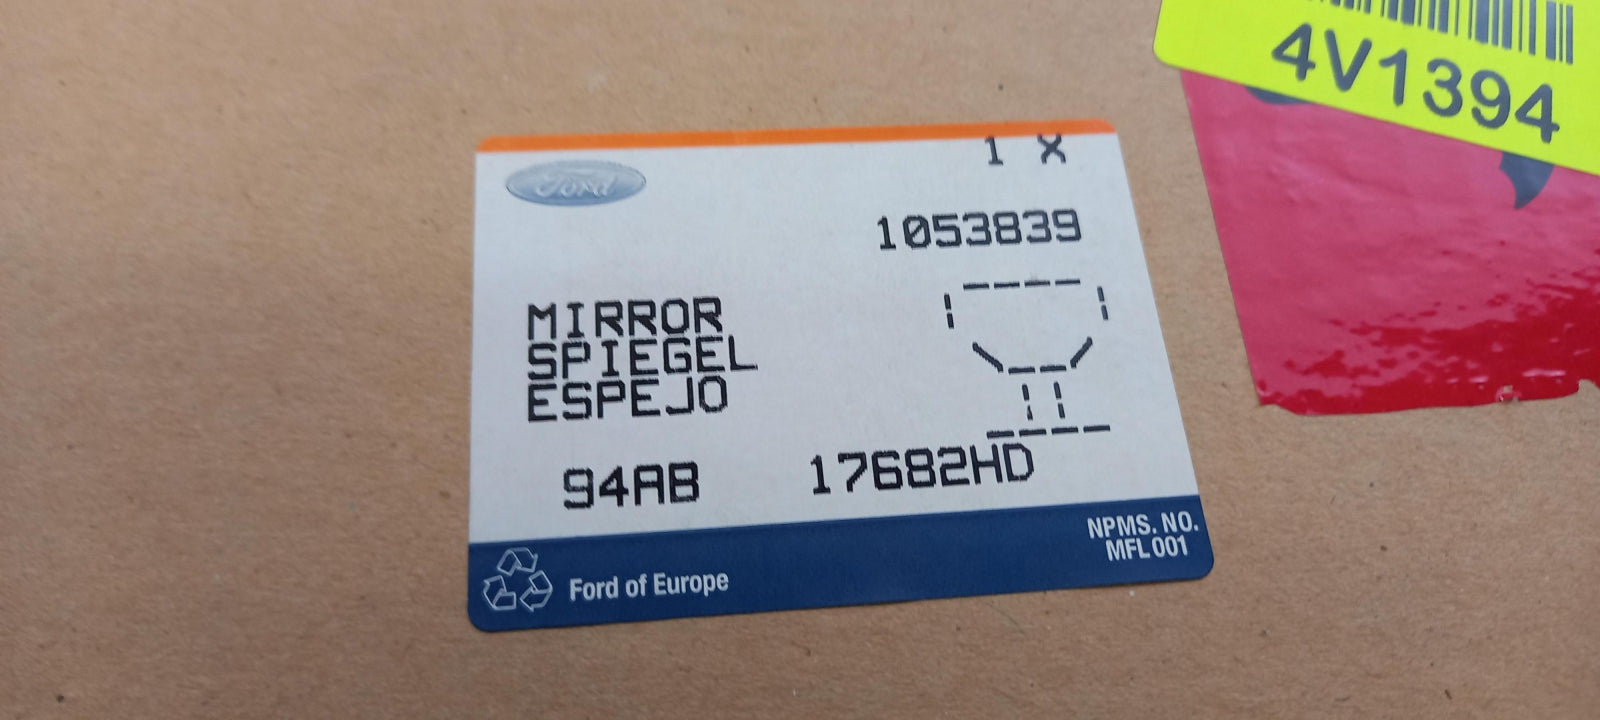 4V1394
Ford
1 X
1053839
MIRROR
SPIEGEL
ESPEJO
94AB 17682HD
NPMS. NO.
MFL001
Ford of Europe